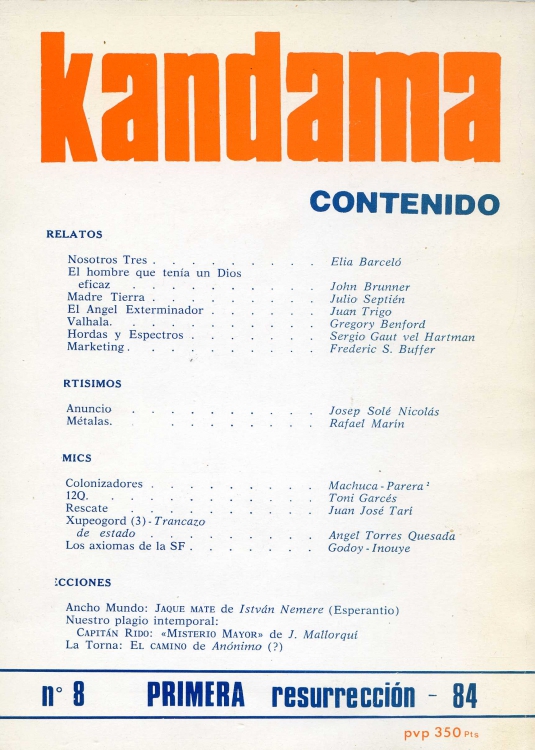 kandama
CONTENIDO
RELATOS
Nosotros Tres . . . . . . . . . Elia Barceló
El hombre que tenía un Dios
eficaz . . . . . . . . . . John Brunner
Madre Tierra . . . . . . . . . Julio Septién
El Angel Exterminador . . . . . . Juan Trigo
Valhala. . . . . . . . . . . Gregory Benford
Hordas y Espectros . . . . . . . Sergio Gaut vel Hartman
Marketing . . . . . . . . . . Frederic S. Buffer
RTISIMOS
Anuncio . . . . . . . . . . Josep Solé Nicolás
Métalas. . . . . . . . . . . Rafael Marín
MICS
Colonizadores . . . . . . . . . Machuca - Parera ²
12Q. . . . . . . . . . . . Toni Garcés
Rescate . . . . . . . . . . Juan José Tarí
Xupeogord (3) - Trancazo
de estado . . . . . . . . . Angel Torres Quesada
Los axiomas de la SF . . . . . . . Godoy - Inouye
ECCIONES
Ancho Mundo: JAQUE MATE de István Nemere (Esperantio)
Nuestro plagio intemporal:
CAPITÁN RIDO: «MISTERIO MAYOR» de J. Mallorquí
La Torna: EL CAMINO de Anónimo (?)
n° 8 PRIMERA resurrección - 84
pvp 350 Pts